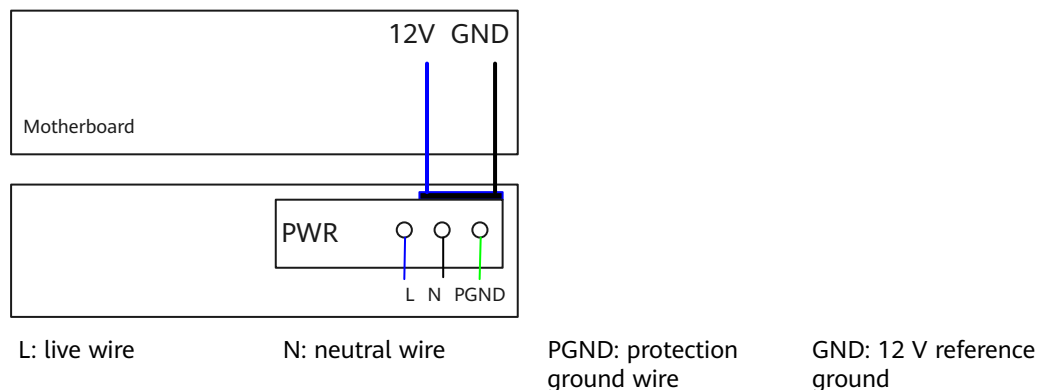 12V GND
Motherboard
PWR
L N PGND
L: live wire
N: neutral wire
PGND: protection
ground wire
GND: 12 V reference
ground